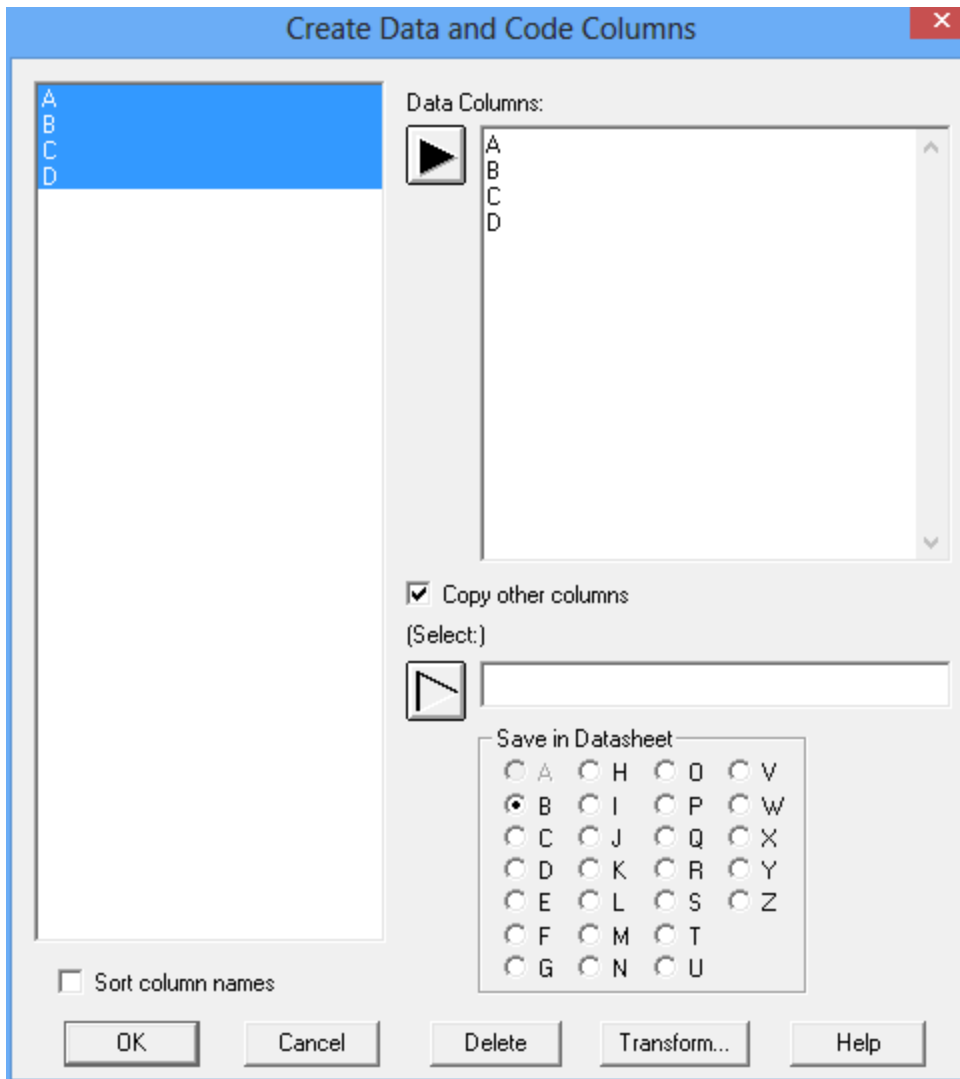 Create Data and Code Columns
A
B
C
D
Data Columns:
A
B
C
D
Copy other columns
(Select:)
Save in Datasheet
A H O V
B I P W
C J Q X
D K R Y
E L S Z
F M T
G N U
Sort column names
OK Cancel Delete Transform... Help